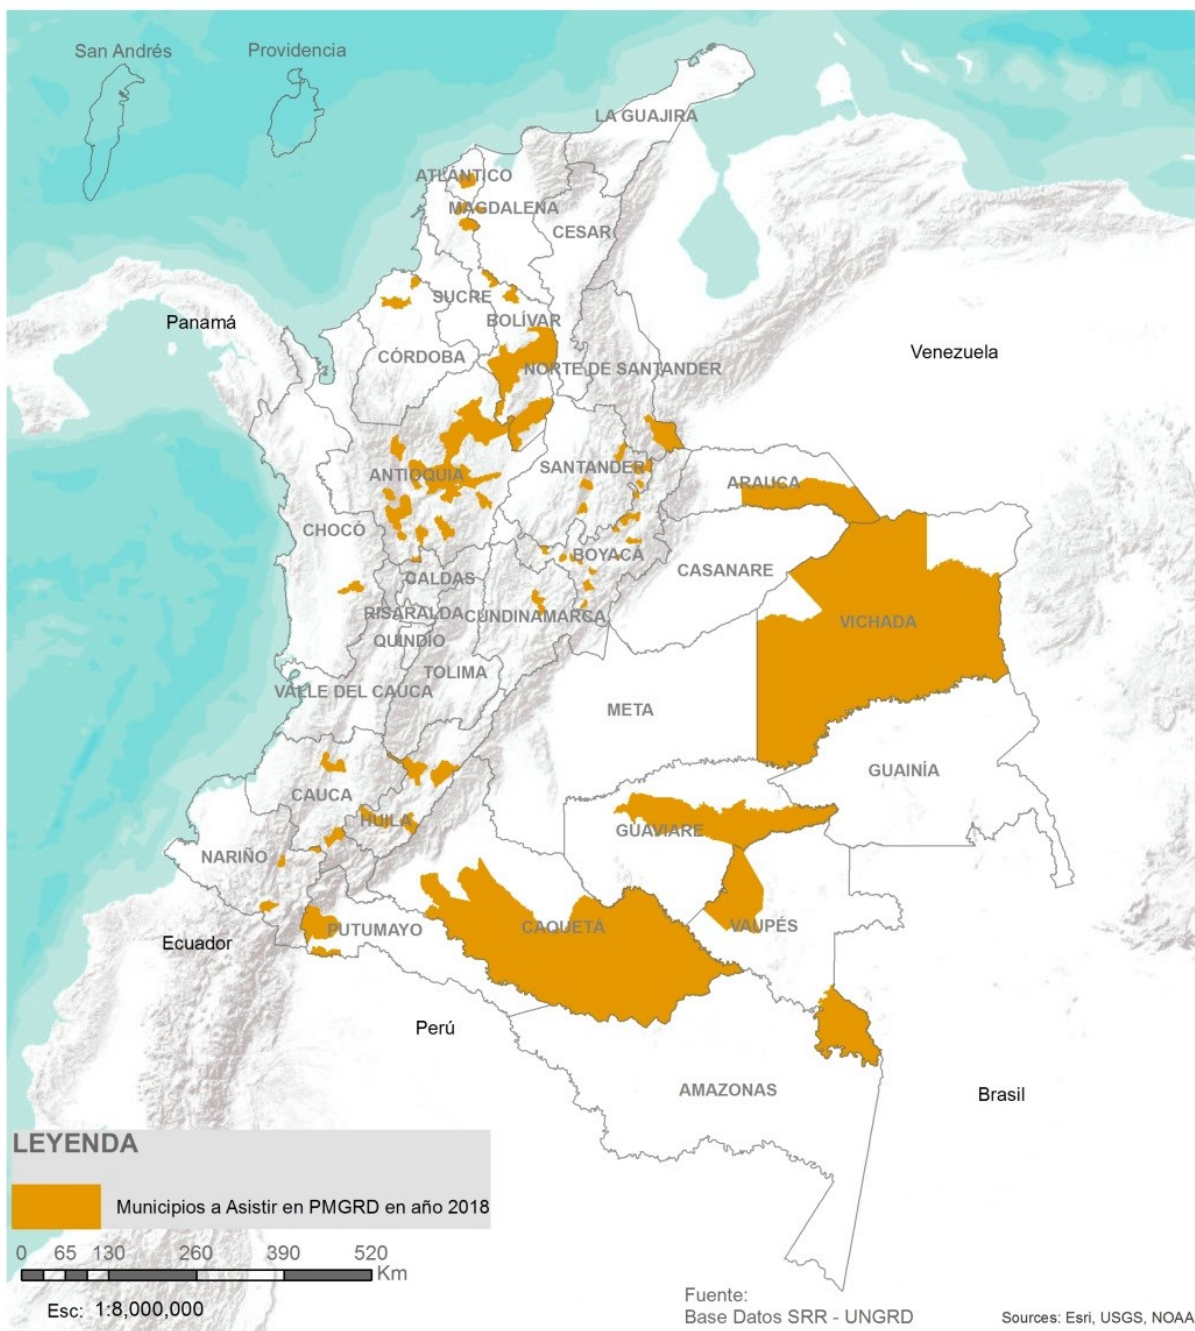 San Andrés
Providencia
LA GUAJIRA
ATLÁNTICO
MAGDALENA
CESAR
SUCRE
BOLÍVAR
Panamá
Venezuela
CÓRDOBA
NORTE DE SANTANDER
ANTIOQUIA
SANTANDER
ARAUCA
CHOCÓ
BOYACÁ
CASANARE
CALDAS
RISARALDA
CUNDINAMARCA
VICHADA
QUINDÍO
TOLIMA
VALLE DEL CAUCA
META
GUAINÍA
CAUCA
HUILA
GUAVIARE
NARIÑO
PUTUMAYO
CAQUETÁ
VAUPÉS
Ecuador
Perú
AMAZONAS
Brasil
LEYENDA
Municipios a Asistir en PMGRD en año 2018
0 65 130 260 390 520
Km
Esc: 1:8,000,000
Fuente:
Base Datos SRR - UNGRD
Sources: Esri, USGS, NOAA